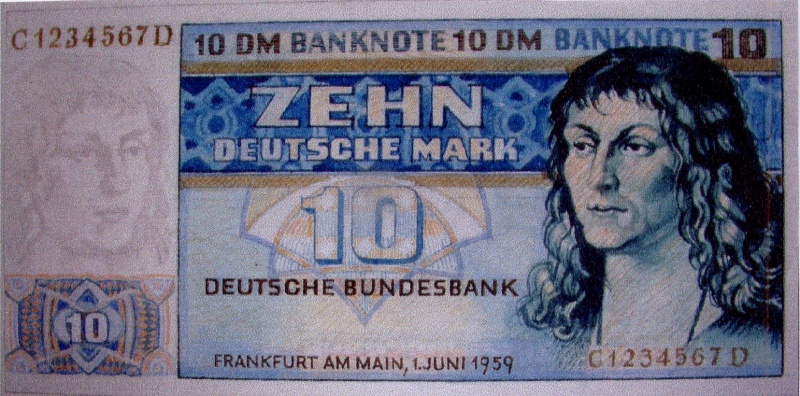 C1234567D
10 DM BANKNOTE 10 DM BANKNOTE 10
ZEHN
DEUTSCHE MARK
10
DEUTSCHE BUNDESBANK
10
FRANKFURT AM MAIN, 1. JUNI 1959
C1234567D